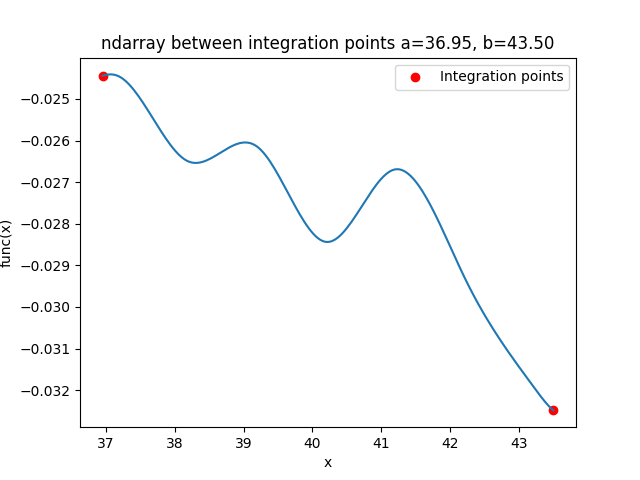 ndarray between integration points a=36.95, b=43.50
Integration points
−0.025
−0.026
−0.027
−0.028
−0.029
−0.030
−0.031
−0.032
func(x)
37 38 39 40 41 42 43
x